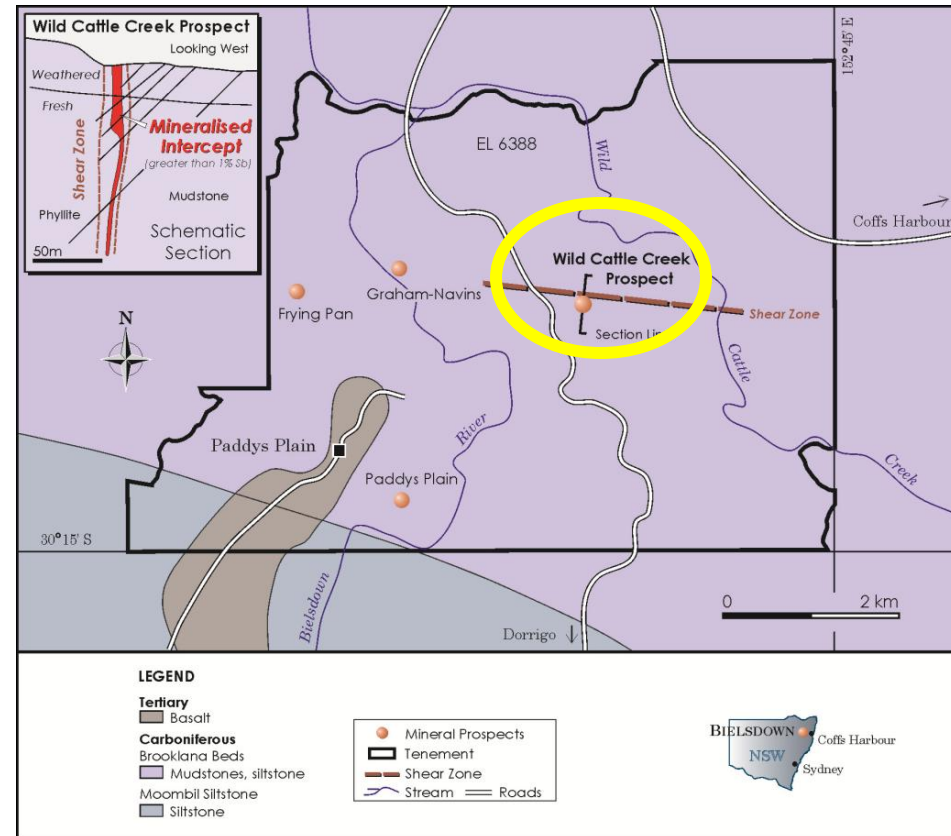 Wild Cattle Creek Prospect
Looking West
Weathered
Fresh
Shear Zone
Mineralised
Intercept
(greater than 1% Sb)
Mudstone
Phyllite
Schematic
Section
50m
152°45' E
EL 6388
Wild
Coffs Harbour
Wild Cattle Creek
Prospect
Graham-Navins
Frying Pan
Shear Zone
Section
N
Cattle
River
Paddys Plain
Paddys Plain
Creek
30°15' S
0 2 km
Bielsdown
Dorrigo
LEGEND
Tertiary
Basalt
Carboniferous
Brooklana Beds
Mudstones, siltstone
Moombil Siltstone
Siltstone
Mineral Prospects
Tenement
Shear Zone
Stream Roads
BIELSDOWN
Coffs Harbour
NSW
Sydney